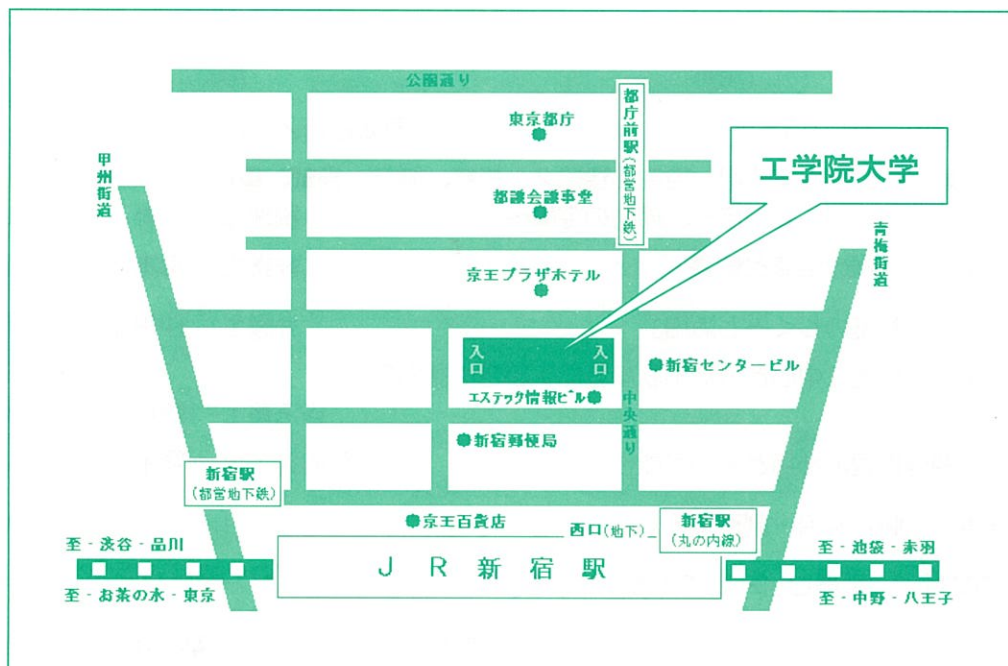 公園通り
東京都庁
都庁前駅(都営地下鉄)
甲州街道
工学院大学
都議会議事堂
青梅街道
京王プラザホテル
入口
入口
新宿センタービル
エステック情報ビル
中央通り
新宿郵便局
新宿駅
(都営地下鉄)
京王百貨店
西口(地下)
新宿駅
(丸の内線)
至-渋谷-品川
JR新宿駅
至-池袋-赤羽
至-お茶の水-東京
至-中野-八王子